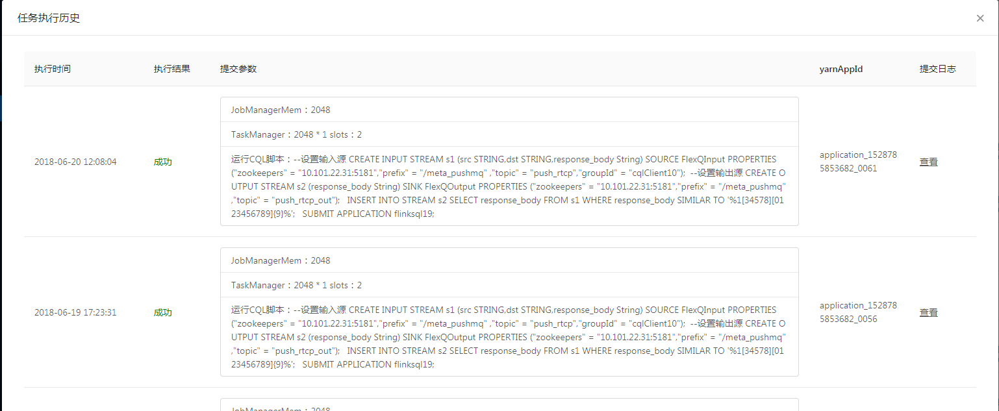 任务执行历史
执行时间 执行结果 提交参数 yarnAppId 提交日志
JobManagerMem：2048
TaskManager：2048 * 1 slots：2
运行CQL脚本：--设置输入源 CREATE INPUT STREAM s1 (src STRING,dst STRING,response_body String) SOURCE FlexQInput PROPERTIES
("zookeepers" = "10.101.22.31:5181","prefix" = "/meta_pushmq" ,"topic" = "push_rtcp","groupId" = "cqlClient10"); --设置输出源 CREATE O
UTPUT STREAM s2 (response_body String) SINK FlexQOutput PROPERTIES ("zookeepers" = "10.101.22.31:5181","prefix" = "/meta_pushmq"
,"topic" = "push_rtcp_out"); INSERT INTO STREAM s2 SELECT response_body FROM s1 WHERE response_body SIMILAR TO '%1[34578][01
23456789]{9}%'; SUBMIT APPLICATION flinksql19;
2018-06-20 12:08:04
成功
application_152878
5853682_0061
查看
JobManagerMem：2048
TaskManager：2048 * 1 slots：2
运行CQL脚本：--设置输入源 CREATE INPUT STREAM s1 (src STRING,dst STRING,response_body String) SOURCE FlexQInput PROPERTIES
("zookeepers" = "10.101.22.31:5181","prefix" = "/meta_pushmq" ,"topic" = "push_rtcp","groupId" = "cqlClient10"); --设置输出源 CREATE O
UTPUT STREAM s2 (response_body String) SINK FlexQOutput PROPERTIES ("zookeepers" = "10.101.22.31:5181","prefix" = "/meta_pushmq"
,"topic" = "push_rtcp_out"); INSERT INTO STREAM s2 SELECT response_body FROM s1 WHERE response_body SIMILAR TO '%1[34578][01
23456789]{9}%'; SUBMIT APPLICATION flinksql19;
2018-06-19 17:23:31
成功
application_152878
5853682_0056
查看
JobManagerMem：2048